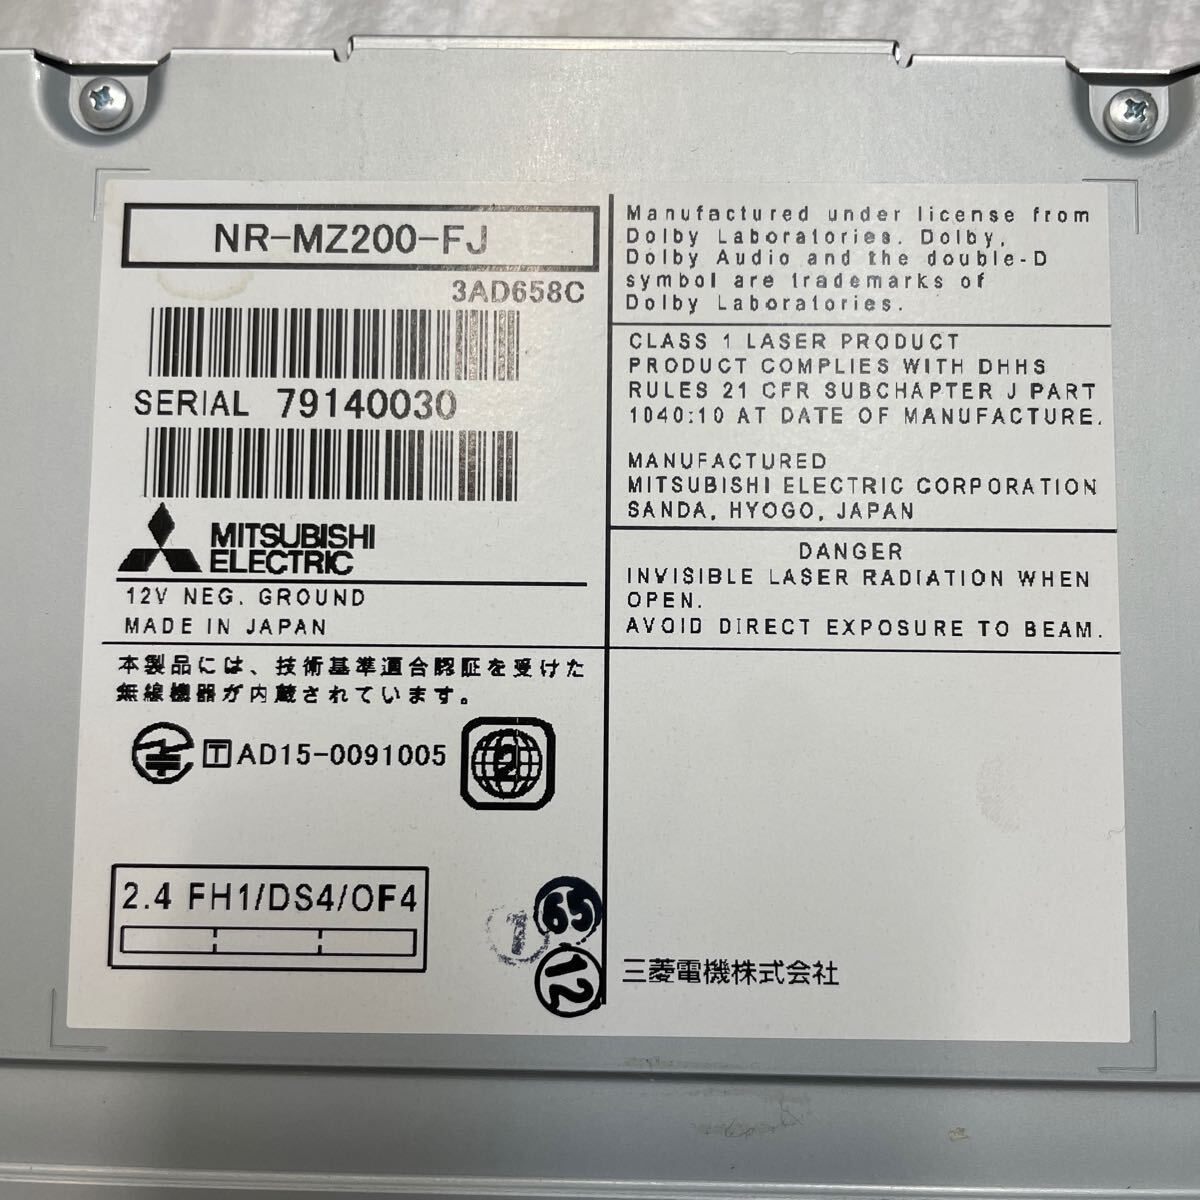 NR-MZ200-FJ
3AD658C
SERIAL 79140030
MITSUBISHI
ELECTRIC
12V NEG. GROUND
MADE IN JAPAN
本製品には、技術基準適合認証を受けた
無線機器が内蔵されています。
T AD15-0091005
2
2.4 FH1/DS4/OF4
1
65
12
Manufactured under license from
Dolby Laboratories. Dolby,
Dolby Audio and the double-D
symbol are trademarks of
Dolby Laboratories.
CLASS 1 LASER PRODUCT
PRODUCT COMPLIES WITH DHHS
RULES 21 CFR SUBCHAPTER J PART
1040:10 AT DATE OF MANUFACTURE.
MANUFACTURED
MITSUBISHI ELECTRIC CORPORATION
SANDA, HYOGO, JAPAN
DANGER
INVISIBLE LASER RADIATION WHEN
OPEN.
AVOID DIRECT EXPOSURE TO BEAM.
三菱電機株式会社